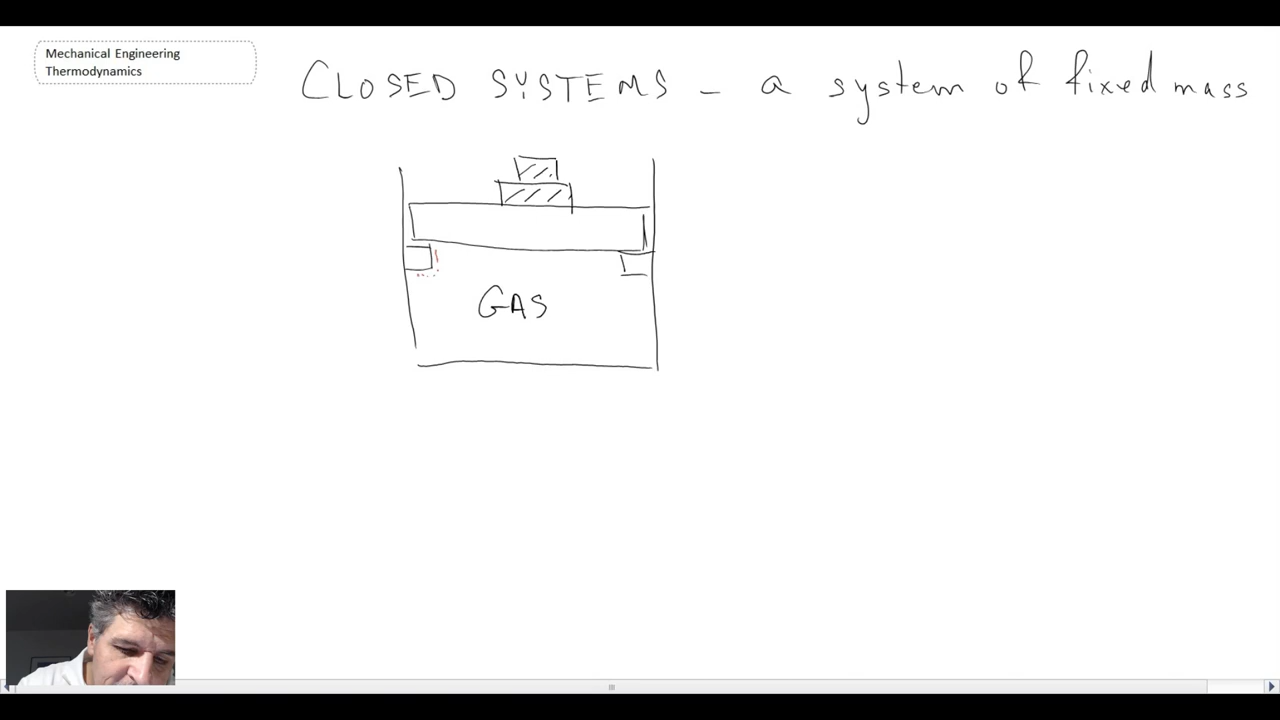 Mechanical Engineering
Thermodynamics
CLOSED SYSTEMS - a system of fixed mass
GAS